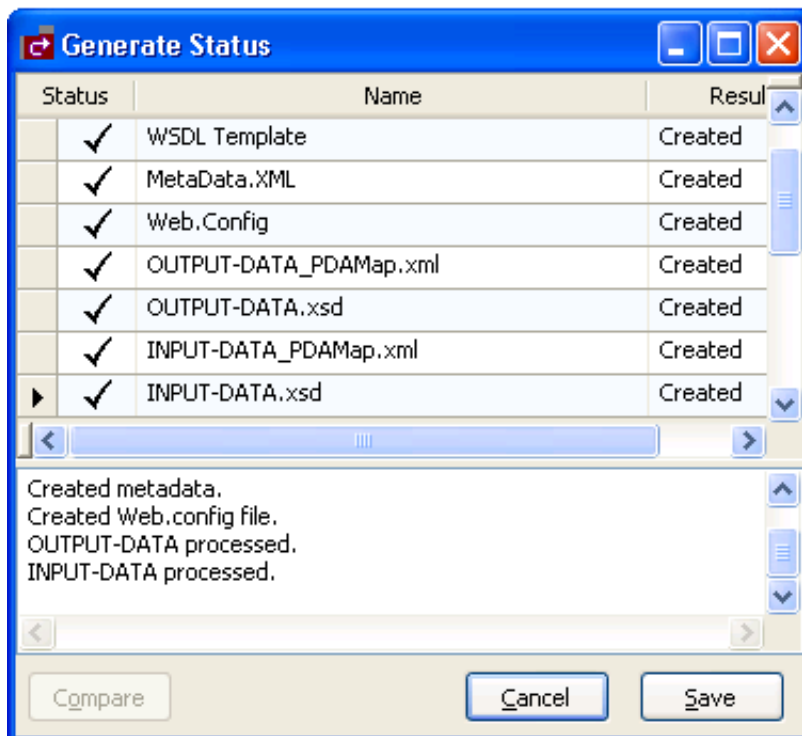 Generate Status
Status Name Resul
WSDL Template Created
MetaData.XML Created
Web.Config Created
OUTPUT-DATA_PDAMap.xml Created
OUTPUT-DATA.xsd Created
INPUT-DATA_PDAMap.xml Created
INPUT-DATA.xsd Created
Created metadata.
Created Web.config file.
OUTPUT-DATA processed.
INPUT-DATA processed.
Compare Cancel Save